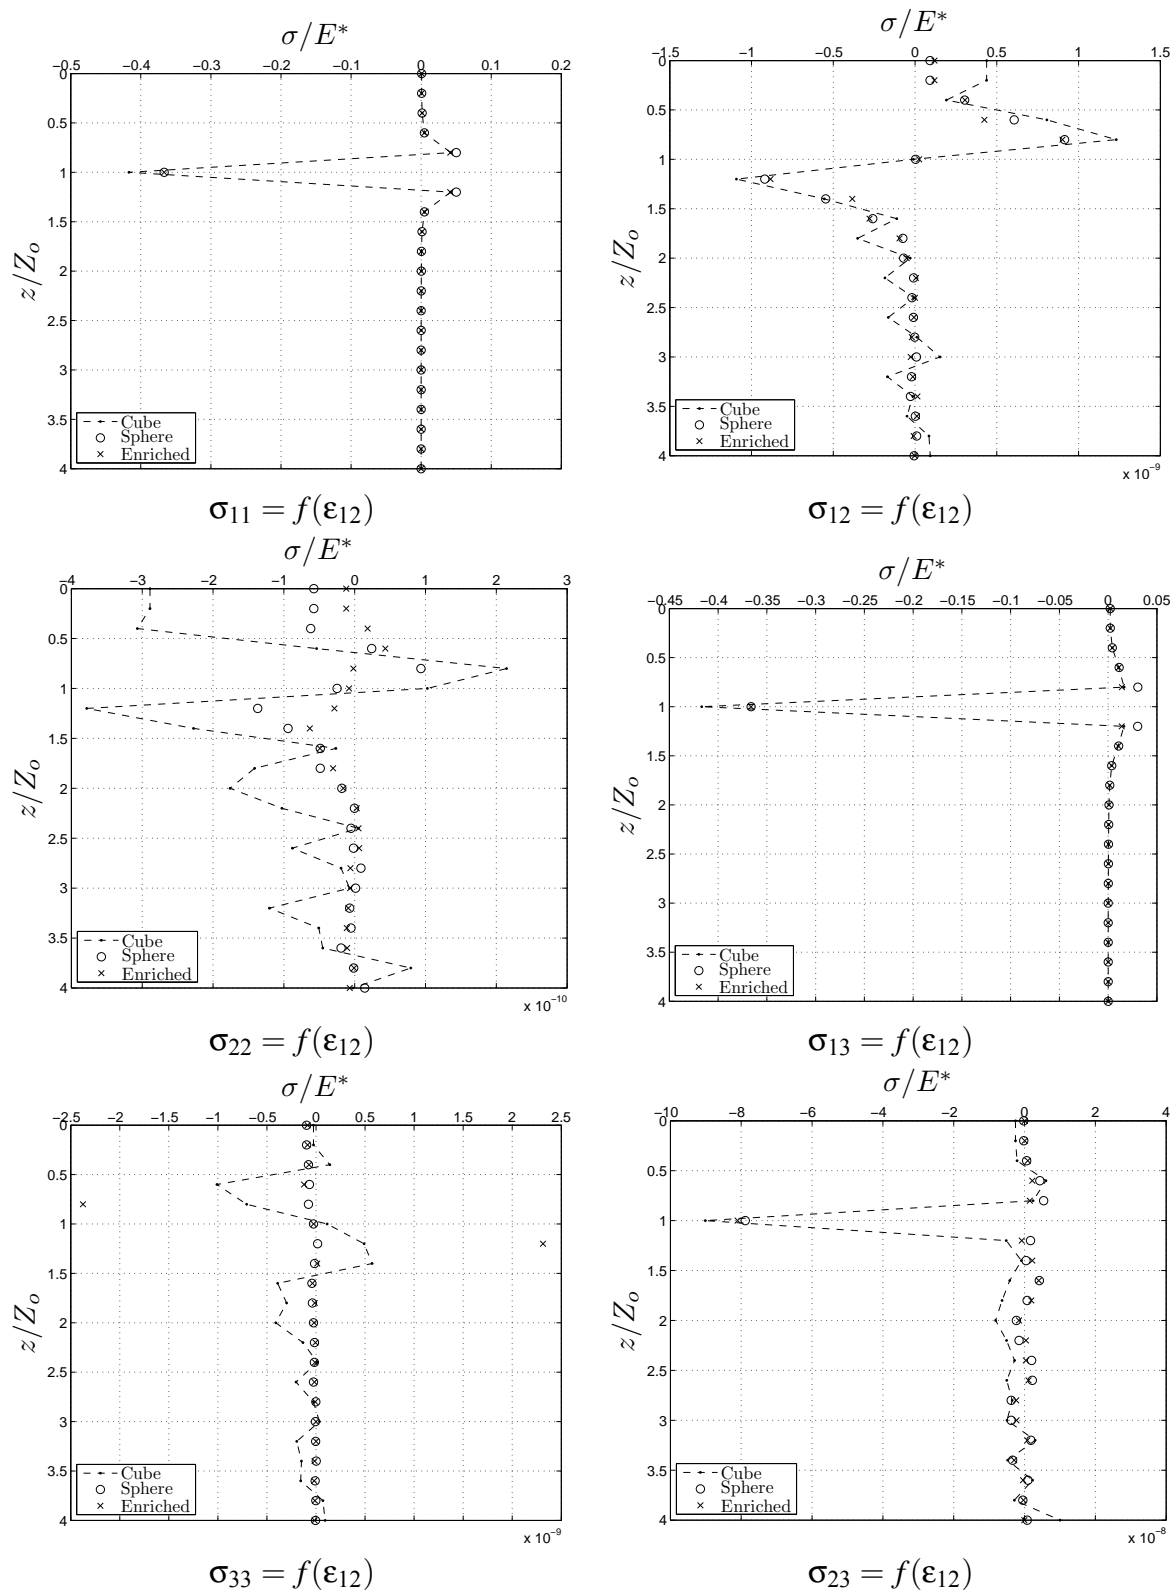 σ/E*
−0.5 −0.4 −0.3 −0.2 −0.1 0 0.1 0.2
0
0.5
1
1.5
2
2.5
3
3.5
4
z/Z_o
Cube
Sphere
Enriched
σ₁₁ = f(ε₁₂)
σ/E*
−1.5 −1 −0.5 0 0.5 1 1.5
0
0.5
1
1.5
2
2.5
3
3.5
4
z/Z_o
Cube
Sphere
Enriched
x 10⁻⁹
σ₁₂ = f(ε₁₂)
σ/E*
−4 −3 −2 −1 0 1 2 3
0
0.5
1
1.5
2
2.5
3
3.5
4
z/Z_o
Cube
Sphere
Enriched
x 10⁻¹⁰
σ₂₂ = f(ε₁₂)
σ/E*
−0.45 −0.4 −0.35 −0.3 −0.25 −0.2 −0.15 −0.1 −0.05 0 0.05
0
0.5
1
1.5
2
2.5
3
3.5
4
z/Z_o
Cube
Sphere
Enriched
σ₁₃ = f(ε₁₂)
σ/E*
−2.5 −2 −1.5 −1 −0.5 0 0.5 1 1.5 2 2.5
0
0.5
1
1.5
2
2.5
3
3.5
4
z/Z_o
Cube
Sphere
Enriched
x 10⁻⁹
σ₃₃ = f(ε₁₂)
σ/E*
−10 −8 −6 −4 −2 0 2 4
0
0.5
1
1.5
2
2.5
3
3.5
4
z/Z_o
Cube
Sphere
Enriched
x 10⁻⁸
σ₂₃ = f(ε₁₂)